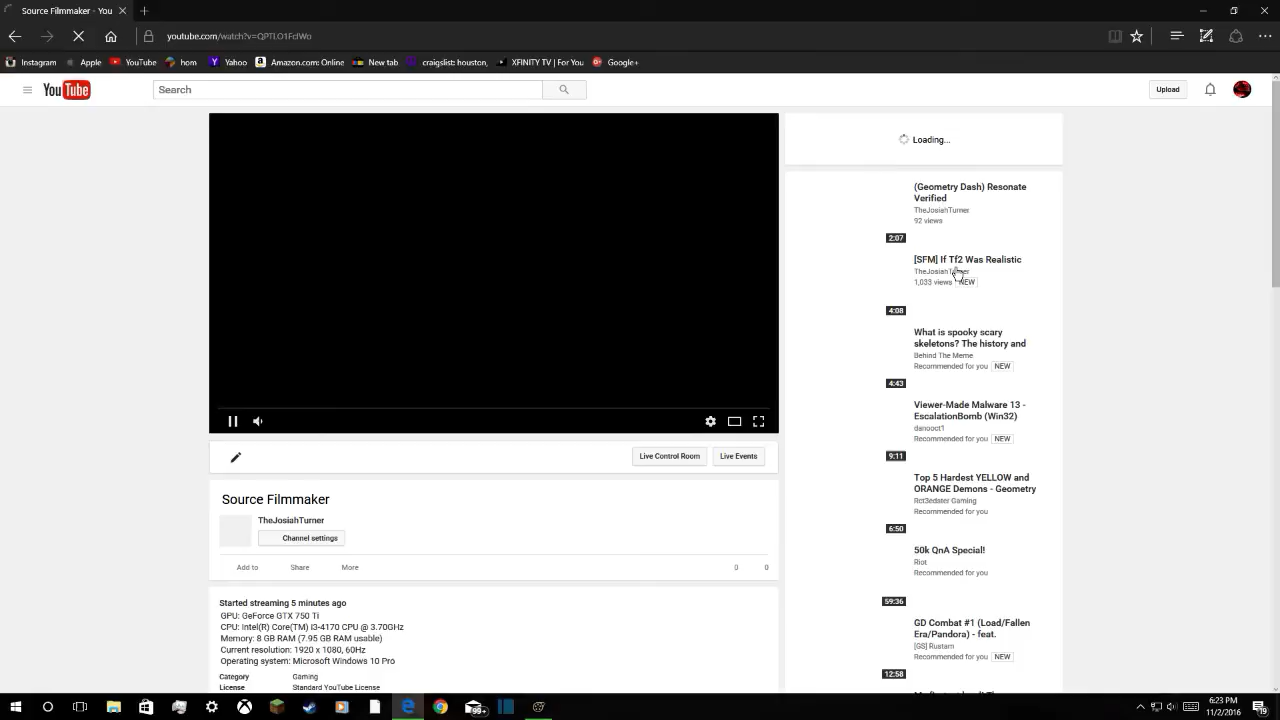 Source Filmmaker - You
youtube.com/watch?v=QPTLO1FdWo
Instagram
Apple
YouTube
hom
Yahoo
Amazon.com: Online
New tab
craigslist: houston,
XFINITY TV | For You
Google+
YouTube
Search
Upload
Loading...
(Geometry Dash) Resonate
Verified
TheJosiahTurner
92 views
2:07
[SFM] If Tf2 Was Realistic
TheJosiahTurner
1,033 views NEW
4:08
What is spooky scary
skeletons? The history and
Behind The Meme
Recommended for you NEW
4:43
Viewer-Made Malware 13 -
EscalationBomb (Win32)
danooct1
Recommended for you NEW
9:11
Top 5 Hardest YELLOW and
ORANGE Demons - Geometry
Rct3edater Gaming
Recommended for you
6:50
50k QnA Special!
Riot
Recommended for you
59:36
GD Combat #1 (Load/Fallen
Era/Pandora) - feat.
[GS] Rustam
Recommended for you NEW
12:58
Live Control Room
Live Events
Source Filmmaker
TheJosiahTurner
Channel settings
Add to
Share
More
0
0
Started streaming 5 minutes ago
GPU: GeForce GTX 750 Ti
CPU: Intel(R) Core(TM) i3-4170 CPU @ 3.70GHz
Memory: 8 GB RAM (7.95 GB RAM usable)
Current resolution: 1920 x 1080, 60Hz
Operating system: Microsoft Windows 10 Pro
Category Gaming
License Standard YouTube License
99+
6:23 PM
11/2/2016